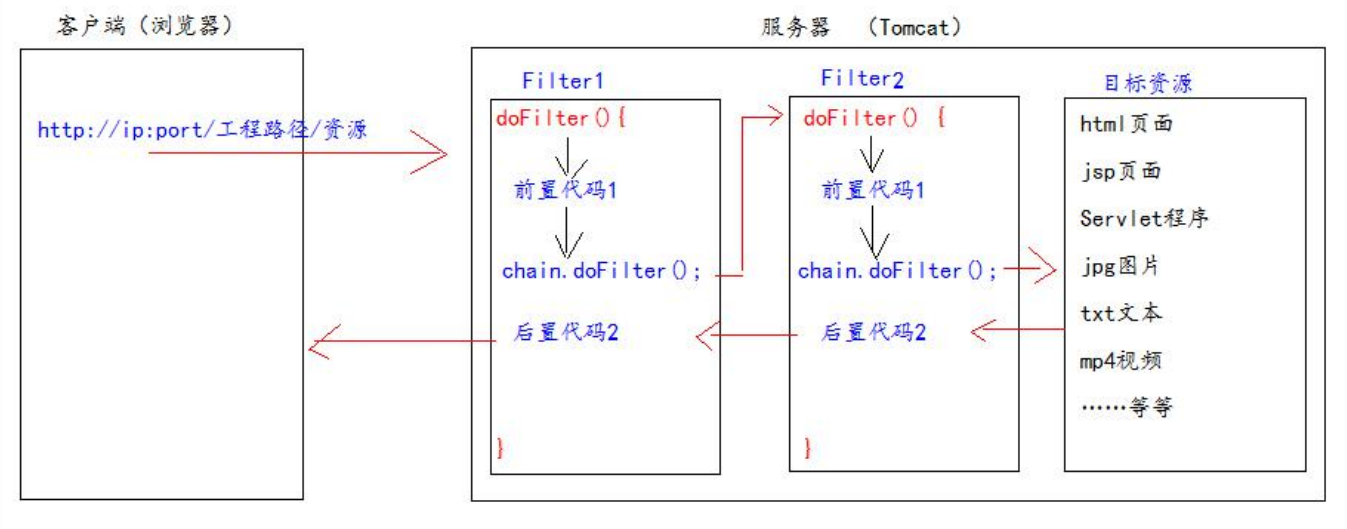 客户端（浏览器）
http://ip:port/工程路径/资源
服务器 （Tomcat）
Filter1
doFilter(){
前置代码1
chain.doFilter();
后置代码2
}
Filter2
doFilter() {
前置代码1
chain.doFilter();
后置代码2
}
目标资源
html页面
jsp页面
Servlet程序
jpg图片
txt文本
mp4视频
……等等